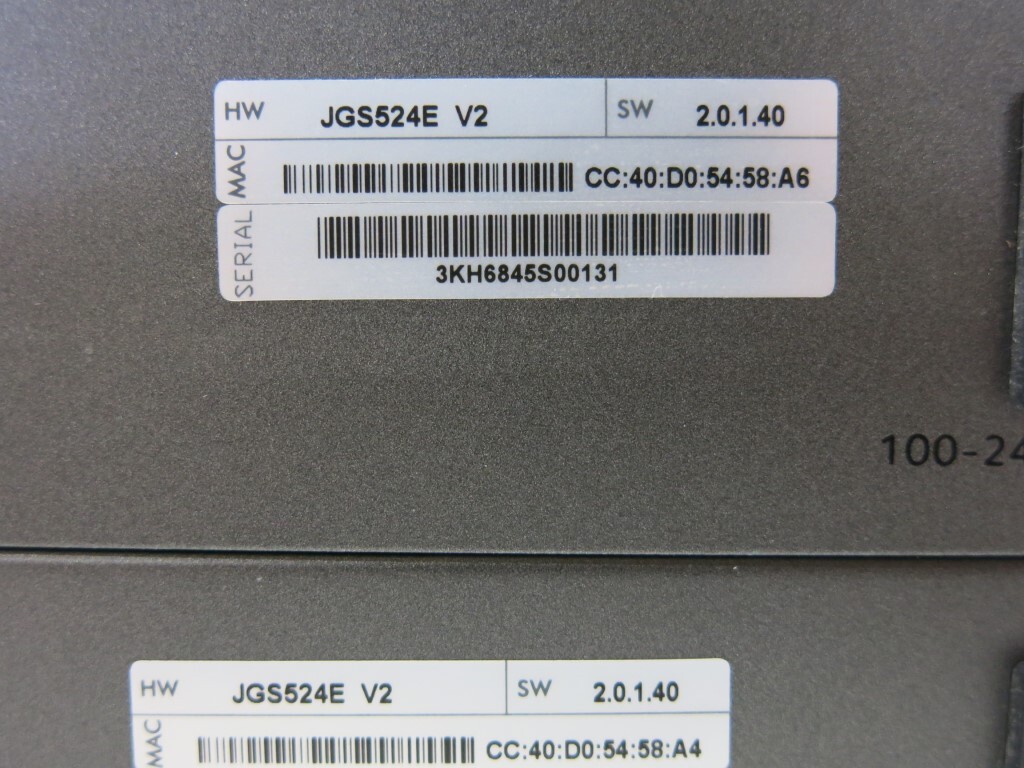 HW JGS524E V2 SW 2.0.1.40
MAC CC:40:D0:54:58:A6
SERIAL
3KH6845S00131
100-24
HW JGS524E V2 SW 2.0.1.40
MAC CC:40:D0:54:58:A4